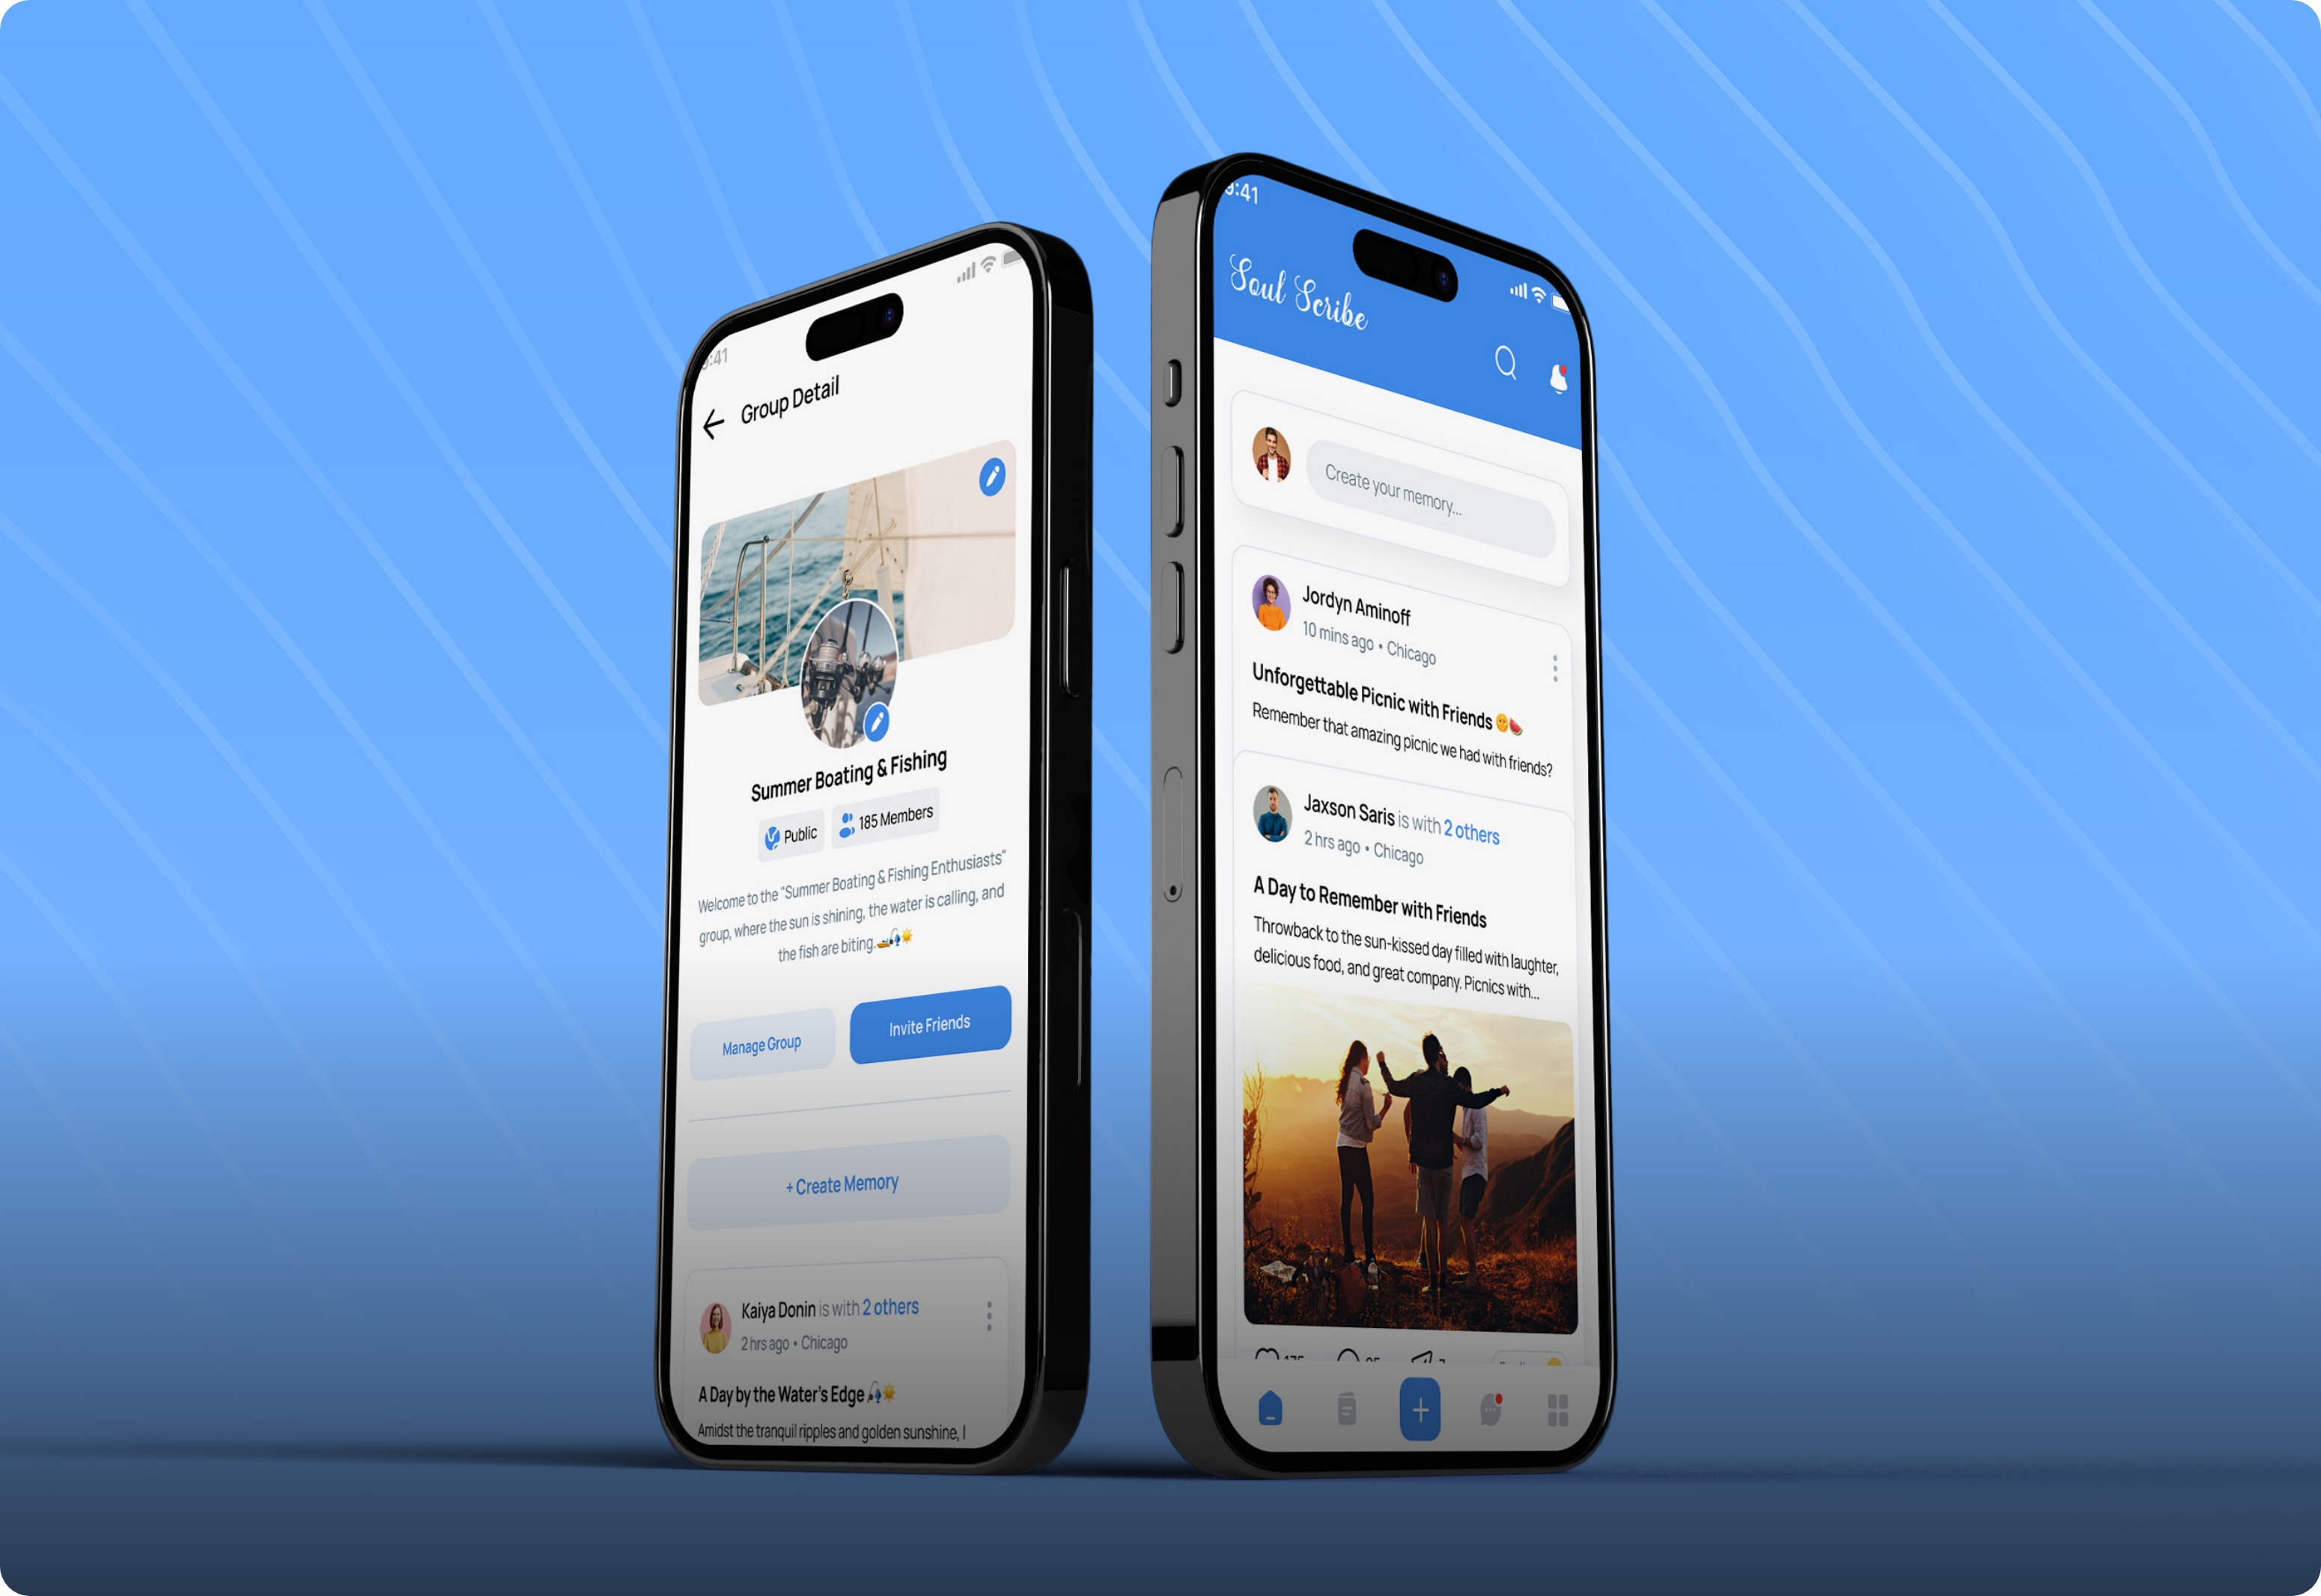 9:41
Group Detail
Summer Boating & Fishing
Public
185 Members
Welcome to the "Summer Boating & Fishing Enthusiasts"
group, where the sun is shining, the water is calling, and
the fish are biting.🚤🎣☀️
Manage Group
Invite Friends
+ Create Memory
Kaiya Donin is with 2 others
2 hrs ago • Chicago
A Day by the Water's Edge 🎣☀️
Amidst the tranquil ripples and golden sunshine, I
9:41
Soul Scribe
Create your memory...
Jordyn Aminoff
10 mins ago • Chicago
Unforgettable Picnic with Friends 🌞🍉
Remember that amazing picnic we had with friends?
Jaxson Saris is with 2 others
2 hrs ago • Chicago
A Day to Remember with Friends
Throwback to the sun-kissed day filled with laughter,
delicious food, and great company. Picnics with...